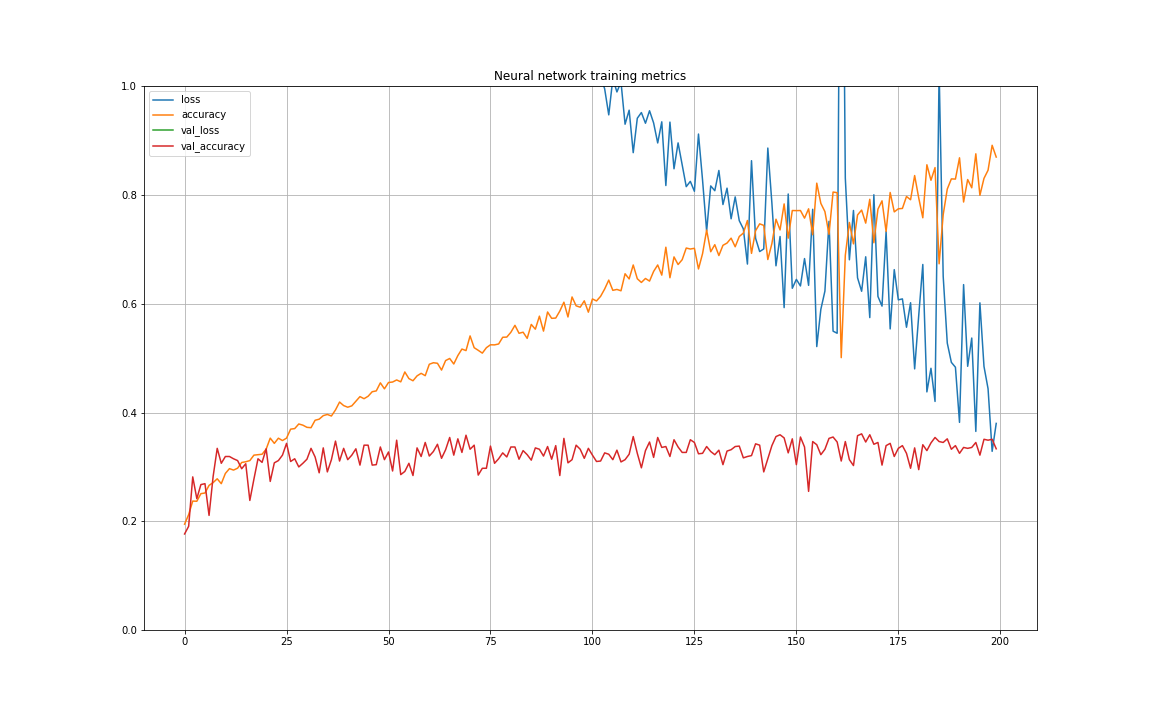 Neural network training metrics
1.0
loss
accuracy
val_loss
val_accuracy
0.8
0.6
0.4
0.2
0.0
0 25 50 75 100 125 150 175 200